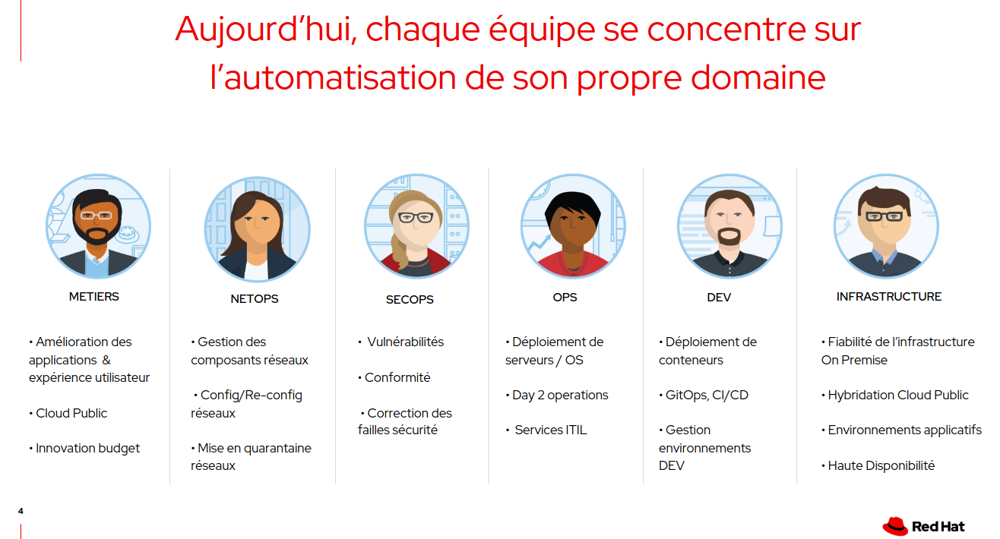 Aujourd’hui, chaque équipe se concentre sur
l’automatisation de son propre domaine
METIERS
• Amélioration des
applications &
expérience utilisateur
• Cloud Public
• Innovation budget
NETOPS
• Gestion des
composants réseaux
• Config/Re-config
réseaux
• Mise en quarantaine
réseaux
SECOPS
• Vulnérabilités
• Conformité
• Correction des
failles sécurité
OPS
• Déploiement de
serveurs / OS
• Day 2 operations
• Services ITIL
DEV
• Déploiement de
conteneurs
• GitOps, CI/CD
• Gestion
environnements
DEV
INFRASTRUCTURE
• Fiabilité de l’infrastructure
On Premise
• Hybridation Cloud Public
• Environnements applicatifs
• Haute Disponibilité
4
Red Hat